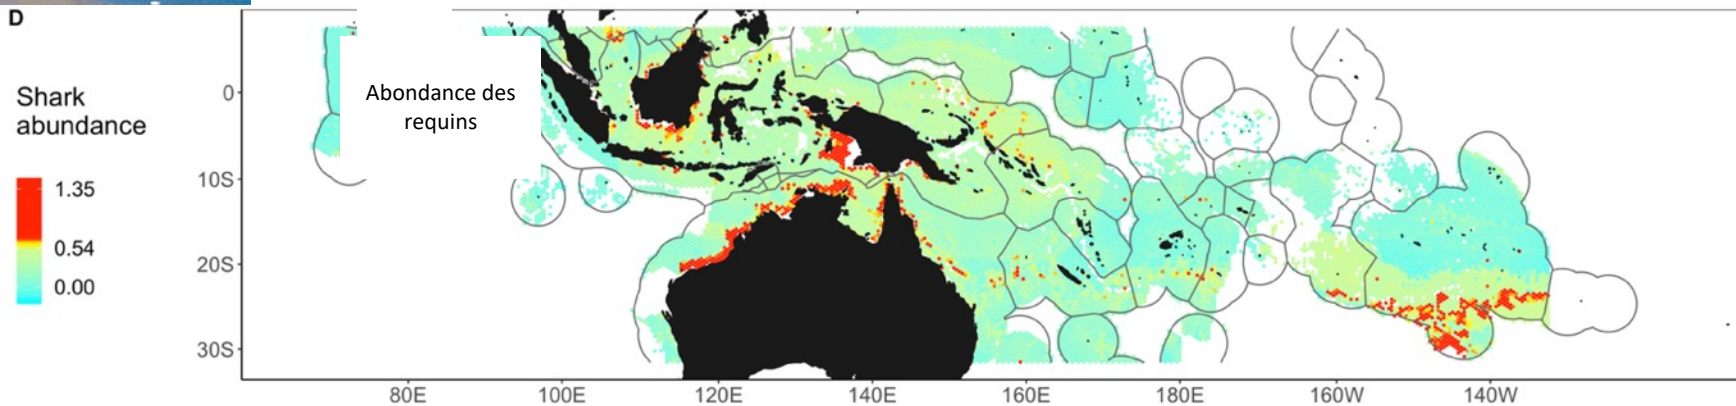 D
Shark
abundance
1.35
0.54
0.00
Abondance des
requins
0
10S
20S
30S
80E
100E
120E
140E
160E
180E
160W
140W